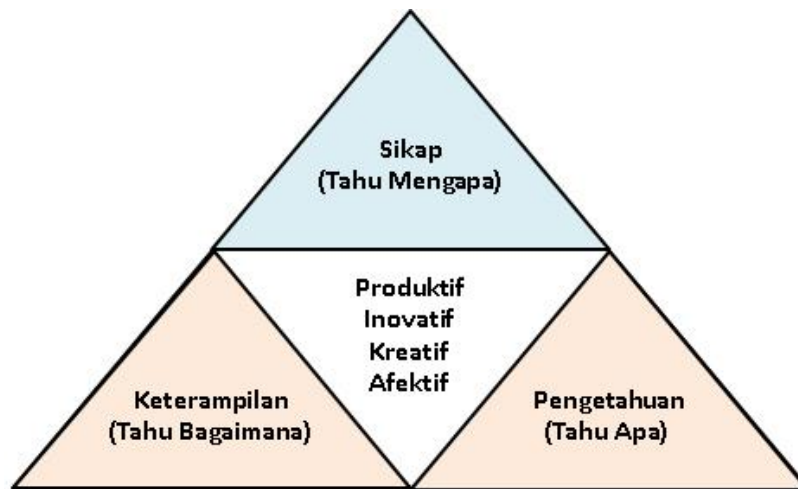 Sikap
(Tahu Mengapa)
Produktif
Inovatif
Kreatif
Afektif
Keterampilan
(Tahu Bagaimana)
Pengetahuan
(Tahu Apa)